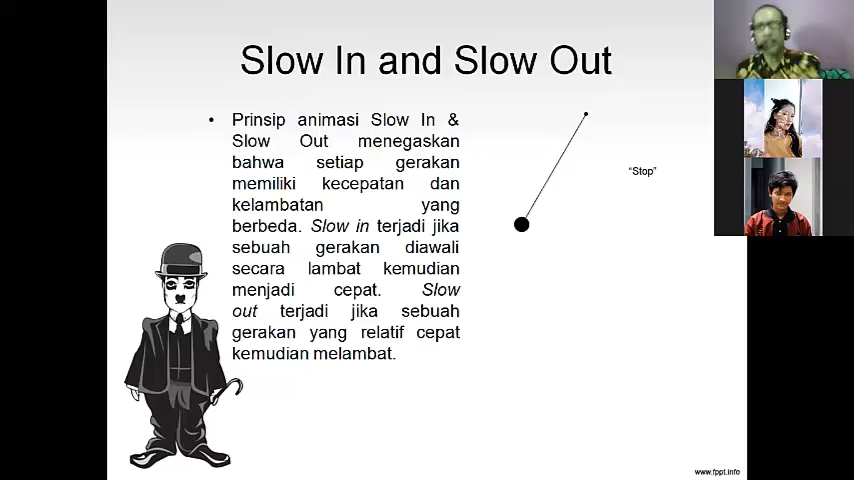 Slow In and Slow Out
• Prinsip animasi Slow In &
Slow Out menegaskan
bahwa setiap gerakan
memiliki kecepatan dan
kelambatan yang
berbeda. Slow in terjadi jika
sebuah gerakan diawali
secara lambat kemudian
menjadi cepat. Slow
out terjadi jika sebuah
gerakan yang relatif cepat
kemudian melambat.
“Stop”
www.fppt.info